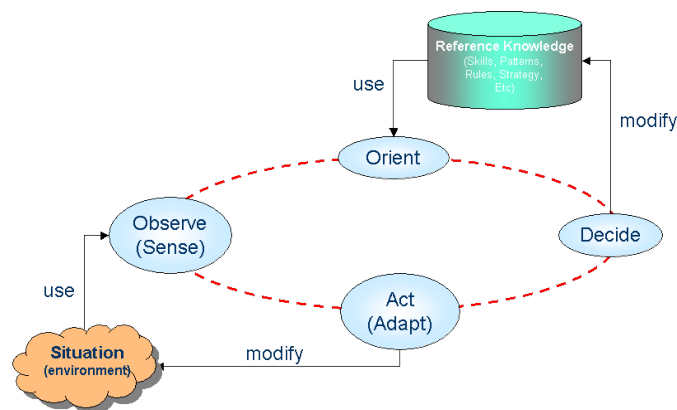 Reference Knowledge
(Skills, Patterns,
Rules, Strategy,
Etc)
use
modify
Orient
Observe
(Sense)
Decide
use
Act
(Adapt)
Situation
(environment)
modify